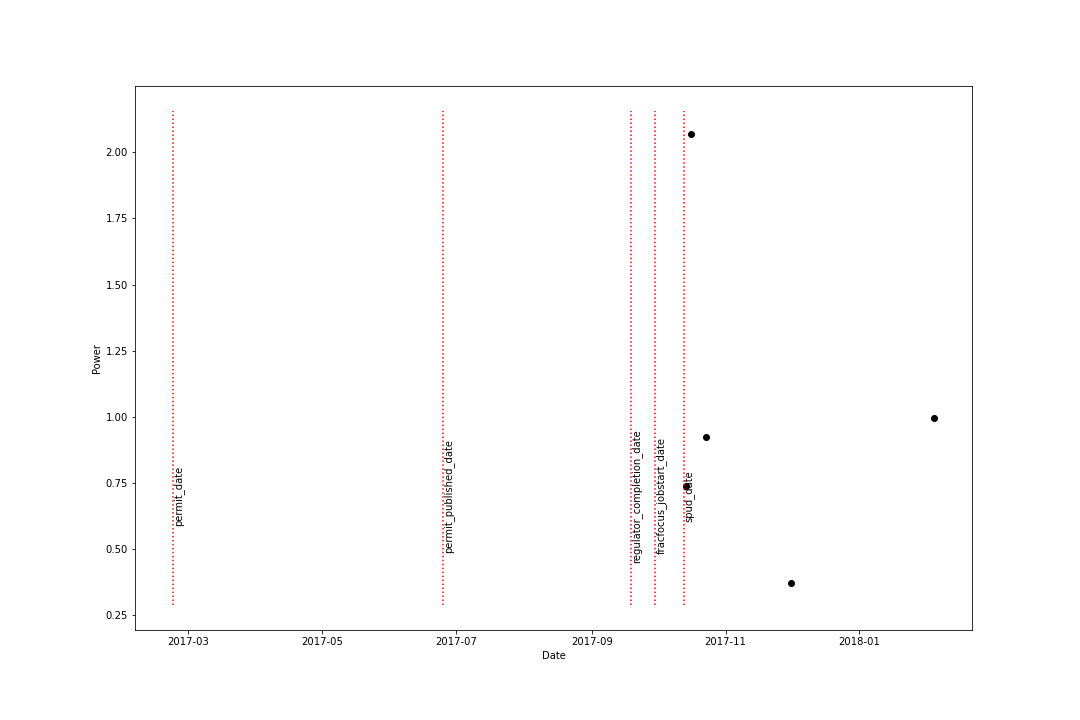 2.00
1.75
1.50
1.25
1.00
0.75
0.50
0.25
Power
permit_date
permit_published_date
regulator_completion_date
fracfocus_jobstart_date
spud_date
2017-03
2017-05
2017-07
2017-09
2017-11
2018-01
Date